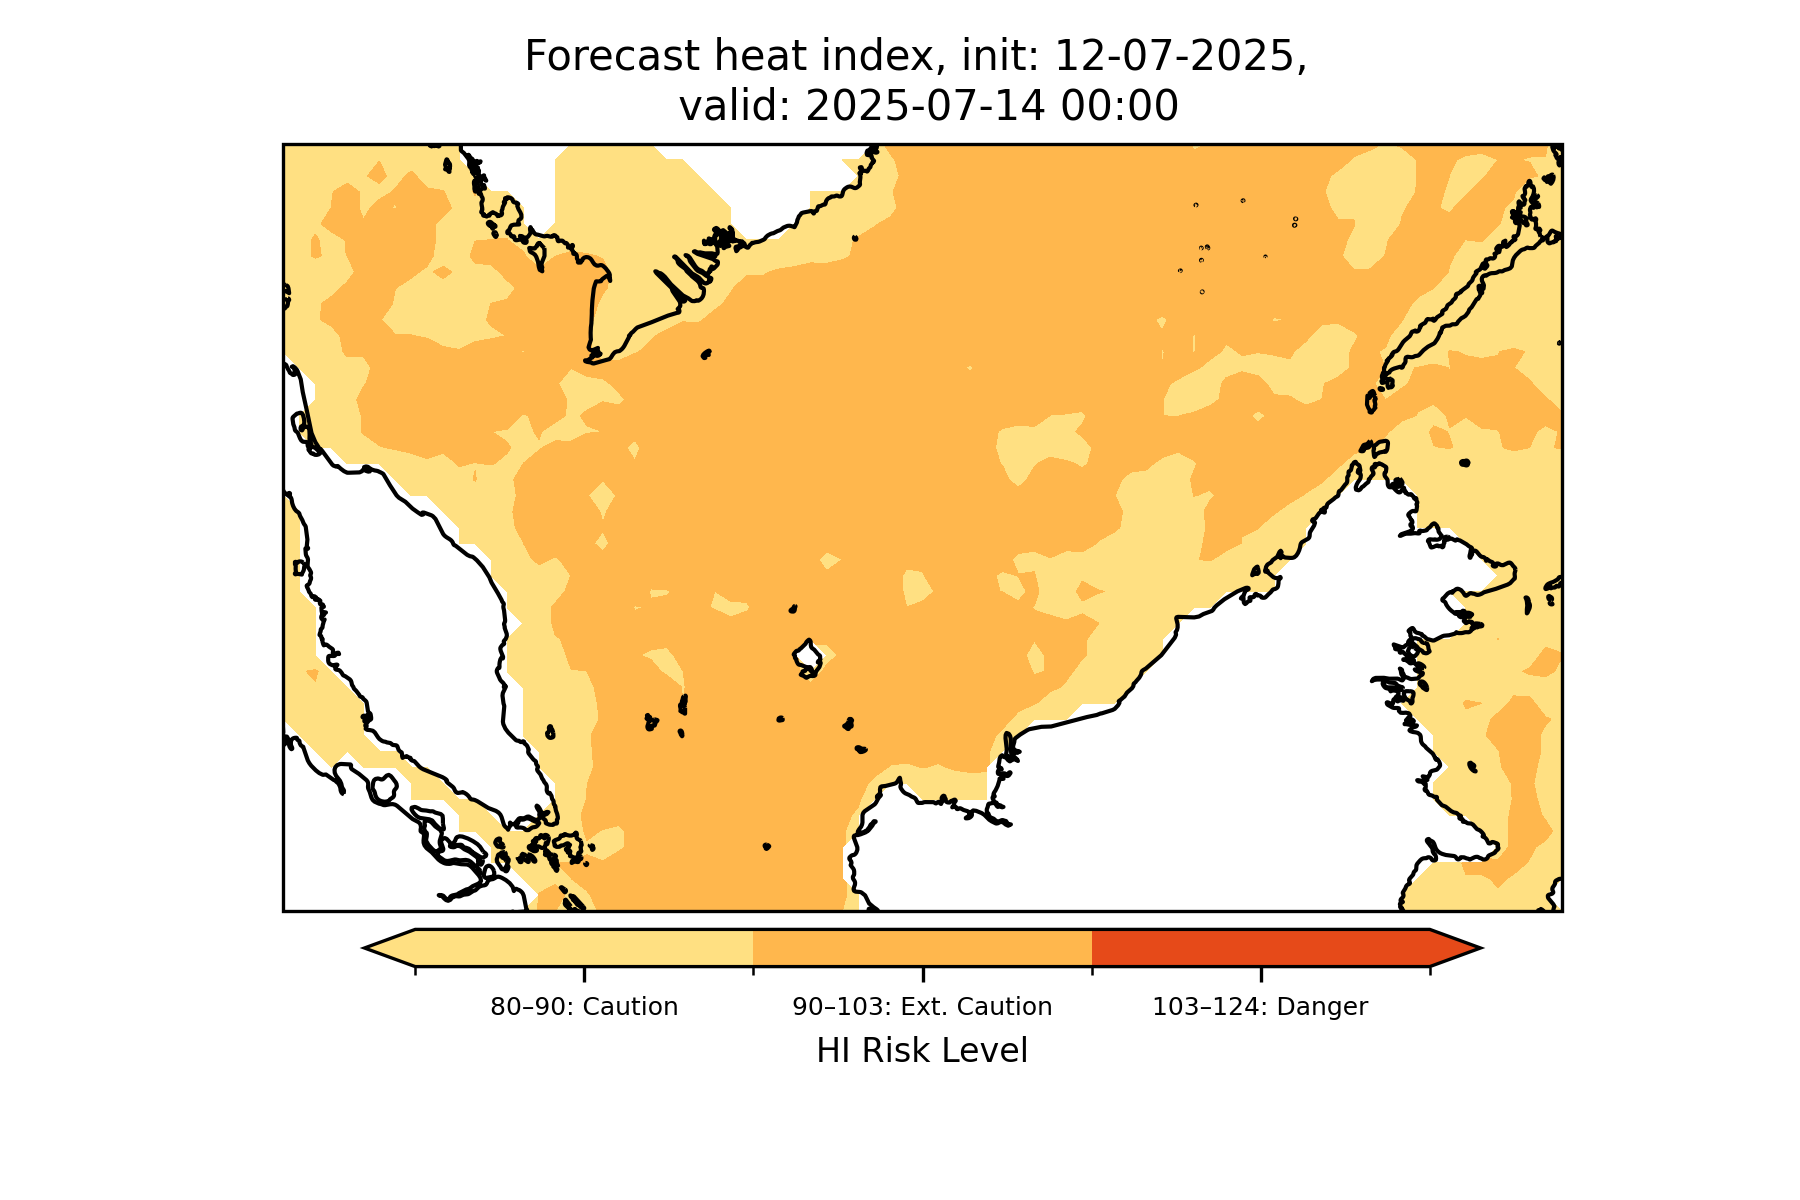 Forecast heat index, init: 12-07-2025,
valid: 2025-07-14 00:00
80–90: Caution
90–103: Ext. Caution
103–124: Danger
HI Risk Level